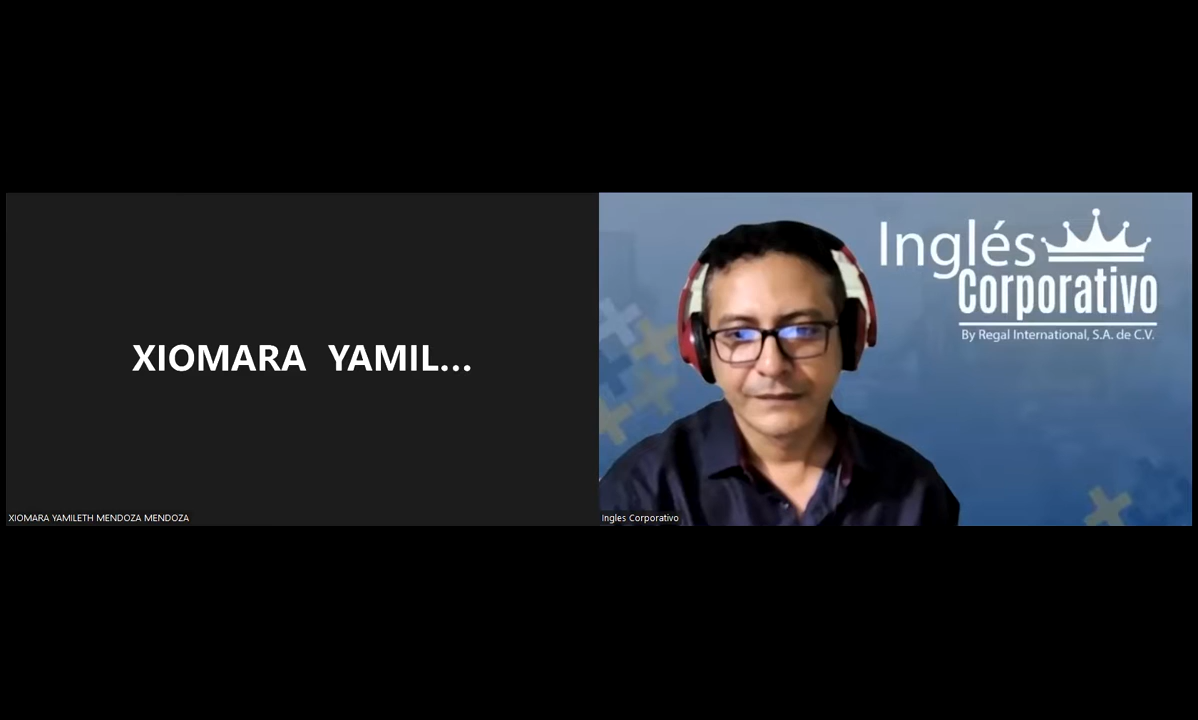 XIOMARA YAMIL...
XIOMARA YAMILETH MENDOZA MENDOZA
Inglés
Corporativo
By Regal International, S.A. de C.V.
Ingles Corporativo